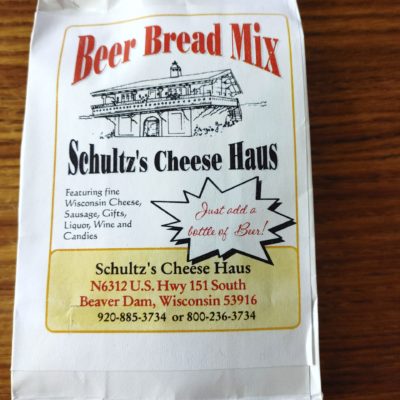 Beer Bread Mix
Schultz's Cheese Haus
Featuring fine
Wisconsin Cheese,
Sausage, Gifts,
Liquor, Wine and
Candies
Just add a
bottle of Beer!
Schultz's Cheese Haus
N6312 U.S. Hwy 151 South
Beaver Dam, Wisconsin 53916
920-885-3734 or 800-236-3734